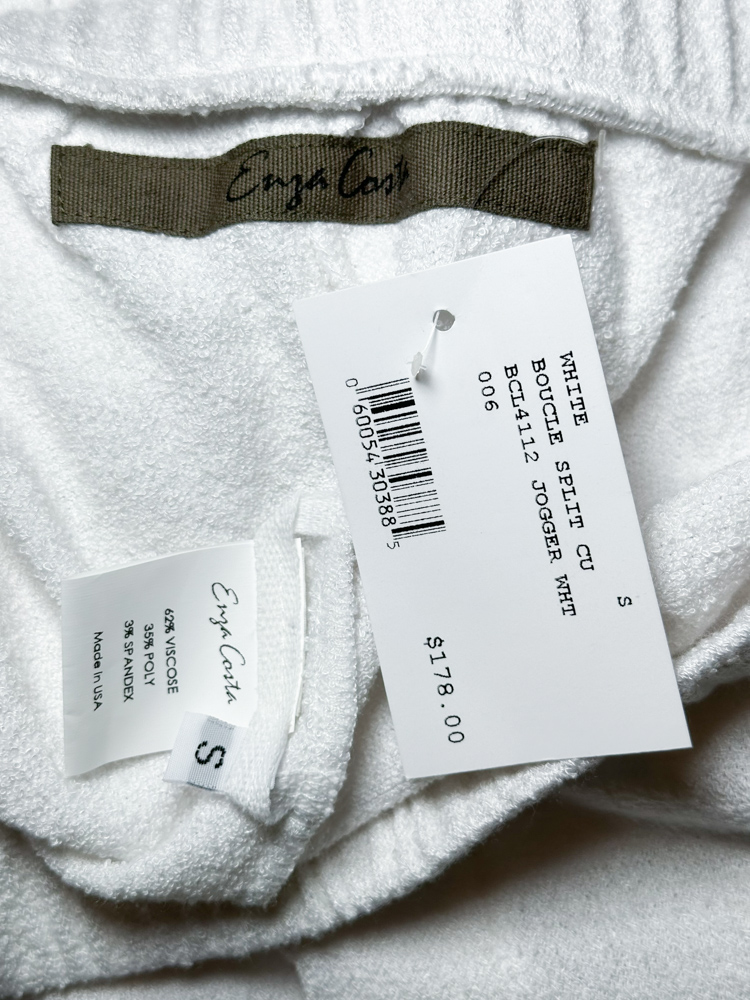 Enza Costa
WHITE
BOUCLE SPLIT CU
BCL4112 JOGGER WHT
006
S
0 60054 30388 5
$178.00
Enza Costa
62% VISCOSE
35% POLY
3% SPANDEX
Made in USA
S